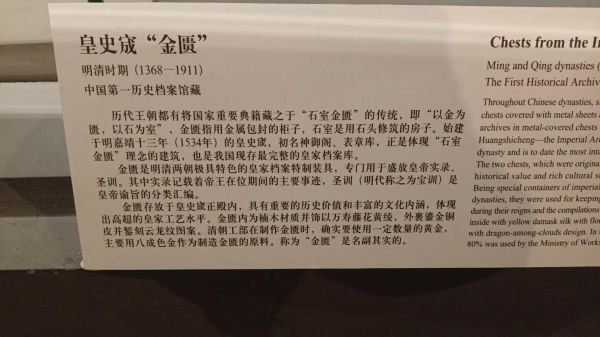 皇史宬“金匮”
明清时期（1368—1911）
中国第一历史档案馆藏
历代王朝都有将国家重要典籍藏之于“石室金匮”的传统，即“以金为
匮，以石为室”，金匮指用金属包封的柜子，石室是用石头修筑的房子。始建
于明嘉靖十三年（1534年）的皇史宬，初名神御阁、表章库，正是体现“石室
金匮”理念的建筑，也是我国现存最完整的皇家档案库。
金匮是明清两朝极具特色的皇家档案特制装具，专门用于盛放皇帝实录、
圣训。其中实录记载着帝王在位期间的主要事迹，圣训（明代称之为宝训）是
皇帝谕旨的分类汇编。
金匮存放于皇史宬正殿内，具有重要的历史价值和丰富的文化内涵，体现
出高超的皇家工艺水平。金匮内为楠木材质并饰以万寿藤花黄绫，外裹鎏金铜
皮并錾刻云龙纹图案。清朝工部在制作金匮时，确实要使用一定数量的黄金，
主要用八成色金作为制造金匮的原料，称为“金匮”是名副其实的。
Chests from the In
Ming and Qing dynasties (
The First Historical Archiv
Throughout Chinese dynasties, s
chests covered with metal sheets
archives in metal-covered chests
Huangshicheng—the Imperial Arc
dynasty and is to date the most inta
The two chests, which were original
historical value and rich cultural su
Being special containers of imperial
dynasties, they were used for keeping
during their reigns and the compilations
inside with yellow damask silk with flor
with dragon-among-clouds design. In
80% was used by the Ministry of Works